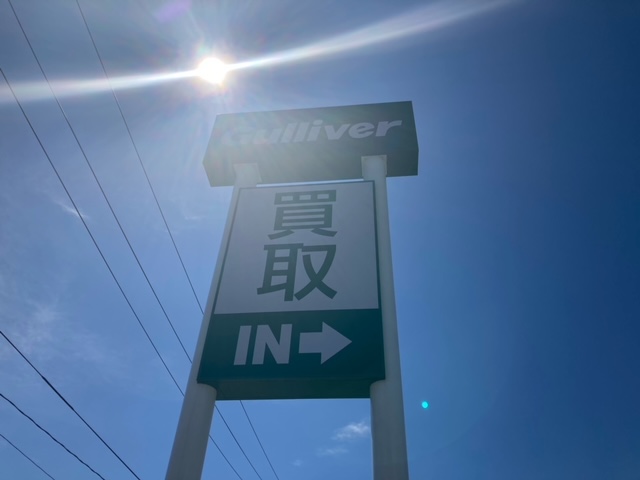 Gulliver
買
取
IN→